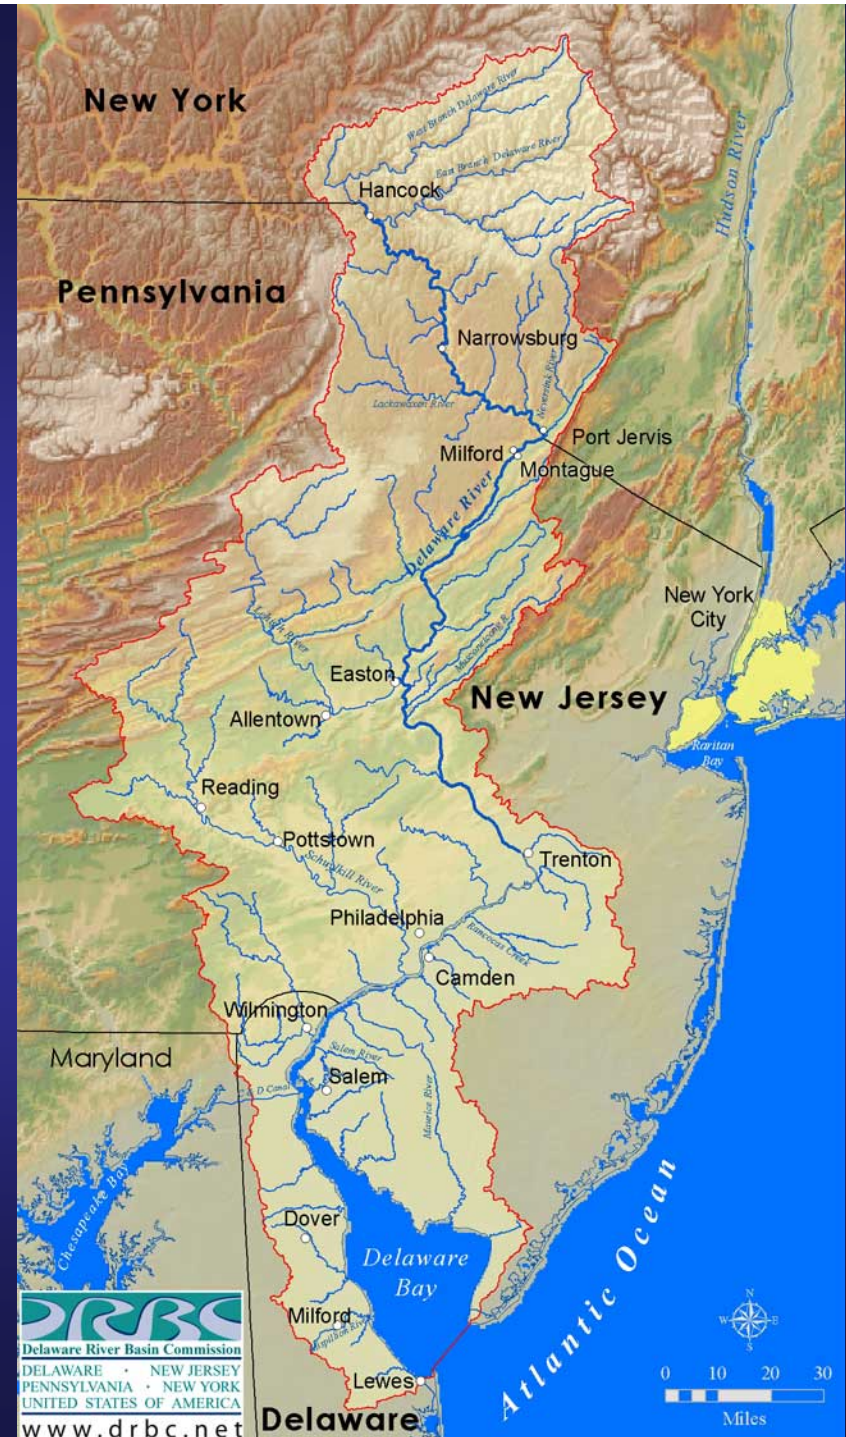 New York
West Branch Delaware River
East Branch Delaware River
Hancock
Hudson River
Pennsylvania
Narrowsburg
Neversink River
Lackawaxen River
Port Jervis
Milford
Montague
Delaware River
New York
City
Lehigh River
Musconetcong R.
Easton
New Jersey
Allentown
Raritan
Bay
Reading
Pottstown
Trenton
Schuylkill River
Philadelphia
Rancocas Creek
Camden
Wilmington
Maryland
Salem River
Salem
C & D Canal
Maurice River
Chesapeake Bay
Dover
Delaware
Bay
Atlantic Ocean
Milford
Mispillion River
Lewes
Delaware
N
W E
S
0 10 20 30
Miles
DRBC
Delaware River Basin Commission
DELAWARE • NEW JERSEY
PENNSYLVANIA • NEW YORK
UNITED STATES OF AMERICA
www.drbc.net